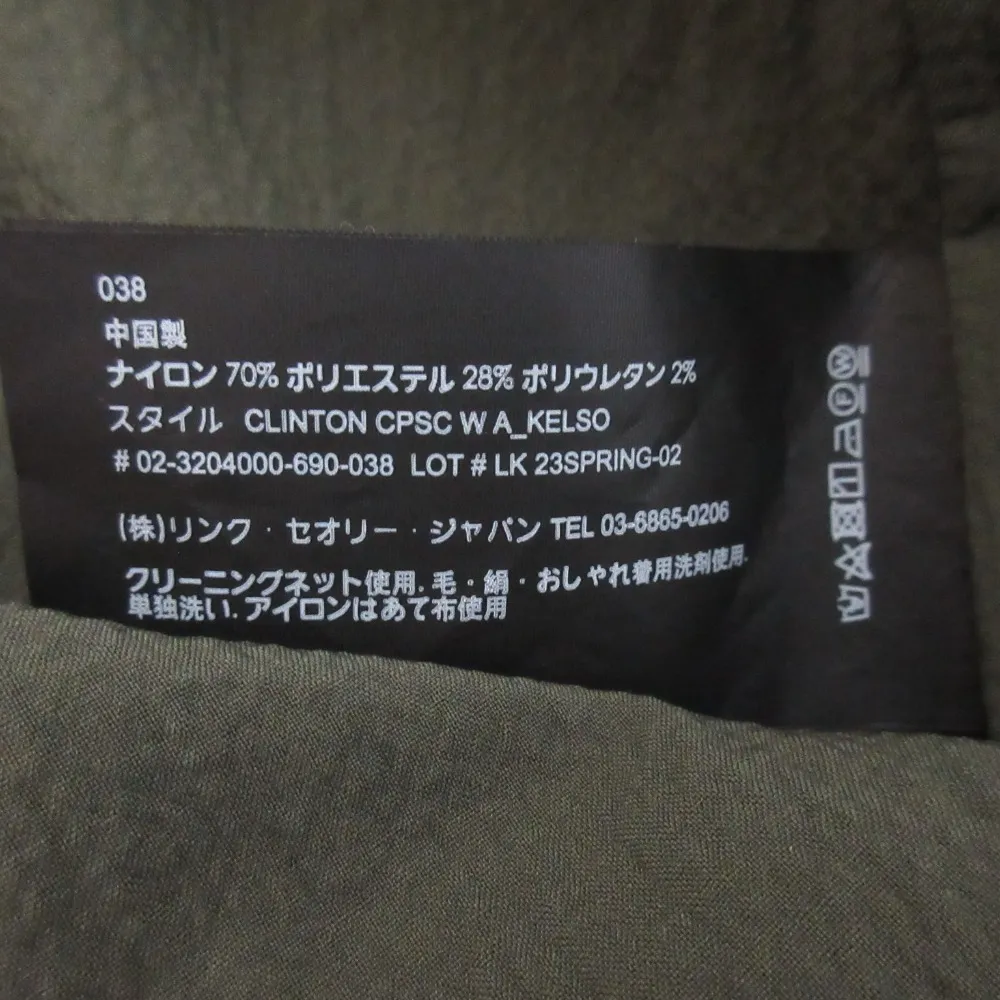 038
中国製
ナイロン 70% ポリエステル 28% ポリウレタン 2%
スタイル CLINTON CPSC W A_KELSO
# 02-3204000-690-038 LOT # LK 23SPRING-02
(株)リンク・セオリー・ジャパン TEL 03-6865-0206
クリーニングネット使用. 毛・絹・おしゃれ着用洗剤使用.
単独洗い. アイロンはあて布使用
W
F